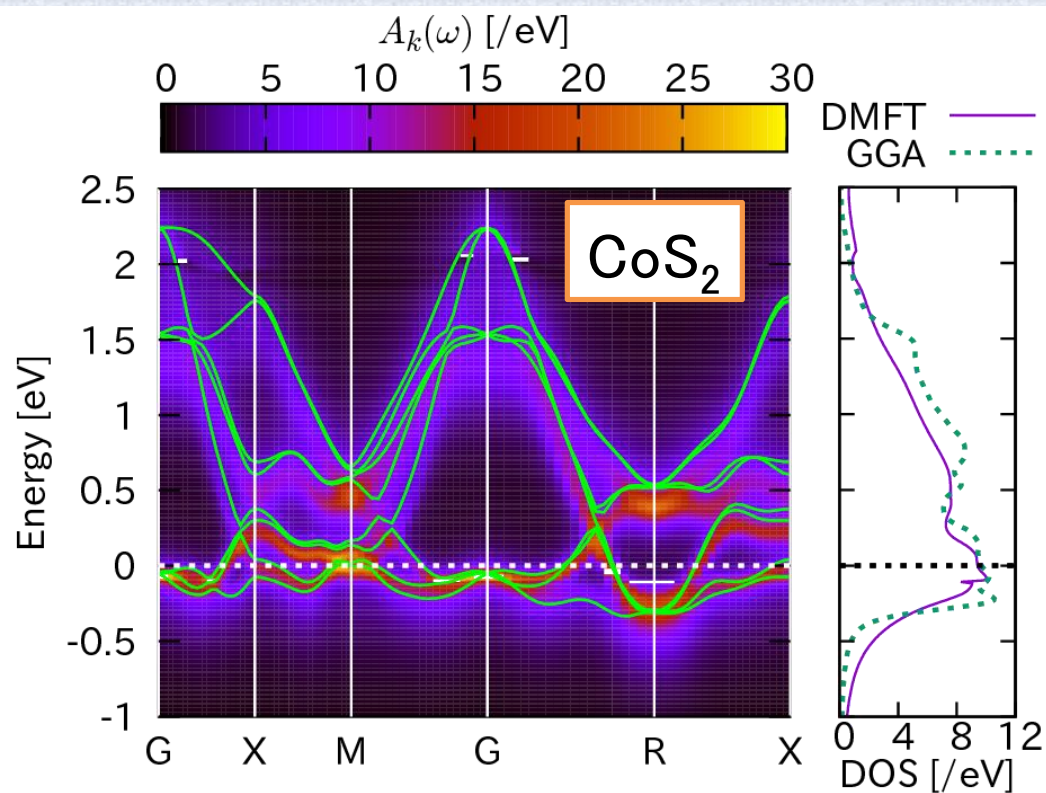 Aₖ(ω) [/eV]
0 5 10 15 20 25 30
DMFT
GGA
CoS₂
2.5
2
1.5
1
0.5
0
-0.5
-1
Energy [eV]
G X M G R X
0 4 8 12
DOS [/eV]